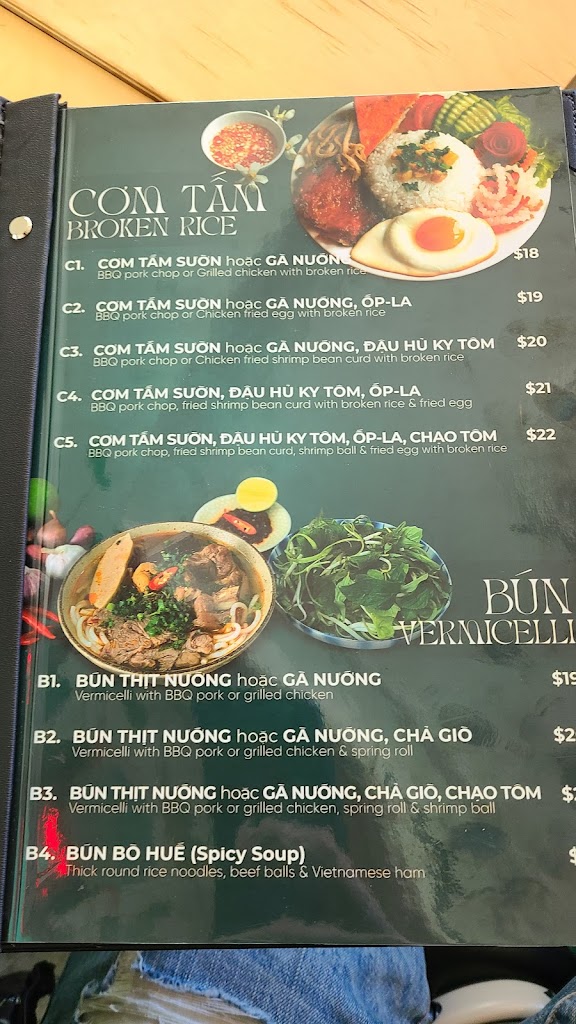 CƠM TẤM
BROKEN RICE
C1. CƠM TẤM SƯỜN hoặc GÀ NƯỚNG $18
BBQ pork chop or Grilled chicken with broken rice
C2. CƠM TẤM SƯỜN hoặc GÀ NƯỚNG, ỐP-LA $19
BBQ pork chop or Chicken fried egg with broken rice
C3. CƠM TẤM SƯỜN hoặc GÀ NƯỚNG, ĐẬU HỦ KY TÔM $20
BBQ pork chop or Chicken fried shrimp bean curd with broken rice
C4. CƠM TẤM SƯỜN, ĐẬU HỦ KY TÔM, ỐP-LA $21
BBQ pork chop, fried shrimp bean curd with broken rice & fried egg
C5. CƠM TẤM SƯỜN, ĐẬU HỦ KY TÔM, ỐP-LA, CHẠO TÔM $22
BBQ pork chop, fried shrimp bean curd, shrimp ball & fried egg with broken rice
BÚN
VERMICELLI
B1. BÚN THỊT NƯỚNG hoặc GÀ NƯỚNG $19
Vermicelli with BBQ pork or grilled chicken
B2. BÚN THỊT NƯỚNG hoặc GÀ NƯỚNG, CHẢ GIÒ $2
Vermicelli with BBQ pork or grilled chicken & spring roll
B3. BÚN THỊT NƯỚNG hoặc GÀ NƯỚNG, CHẢ GIÒ, CHẠO TÔM $2
Vermicelli with BBQ pork or grilled chicken, spring roll & shrimp ball
B4. BÚN BÒ HUẾ (Spicy Soup) $
Thick round rice noodles, beef balls & Vietnamese ham